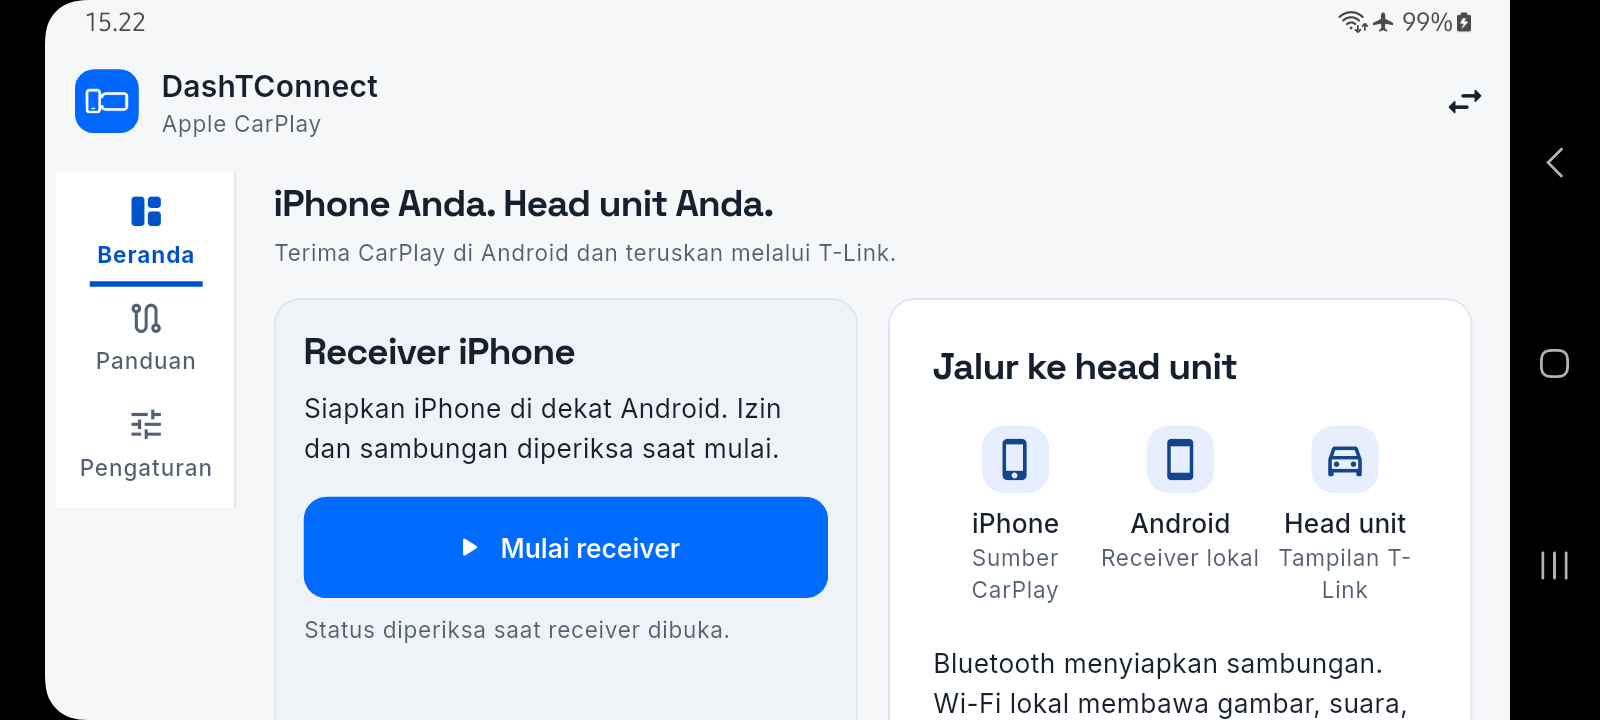 15.22
99%
DashTConnect
Apple CarPlay
Beranda
Panduan
Pengaturan
iPhone Anda. Head unit Anda.
Terima CarPlay di Android dan teruskan melalui T-Link.
Receiver iPhone
Siapkan iPhone di dekat Android. Izin
dan sambungan diperiksa saat mulai.
Mulai receiver
Status diperiksa saat receiver dibuka.
Jalur ke head unit
iPhone
Sumber
CarPlay
Android
Receiver lokal
Head unit
Tampilan T-
Link
Bluetooth menyiapkan sambungan.
Wi-Fi lokal membawa gambar, suara,